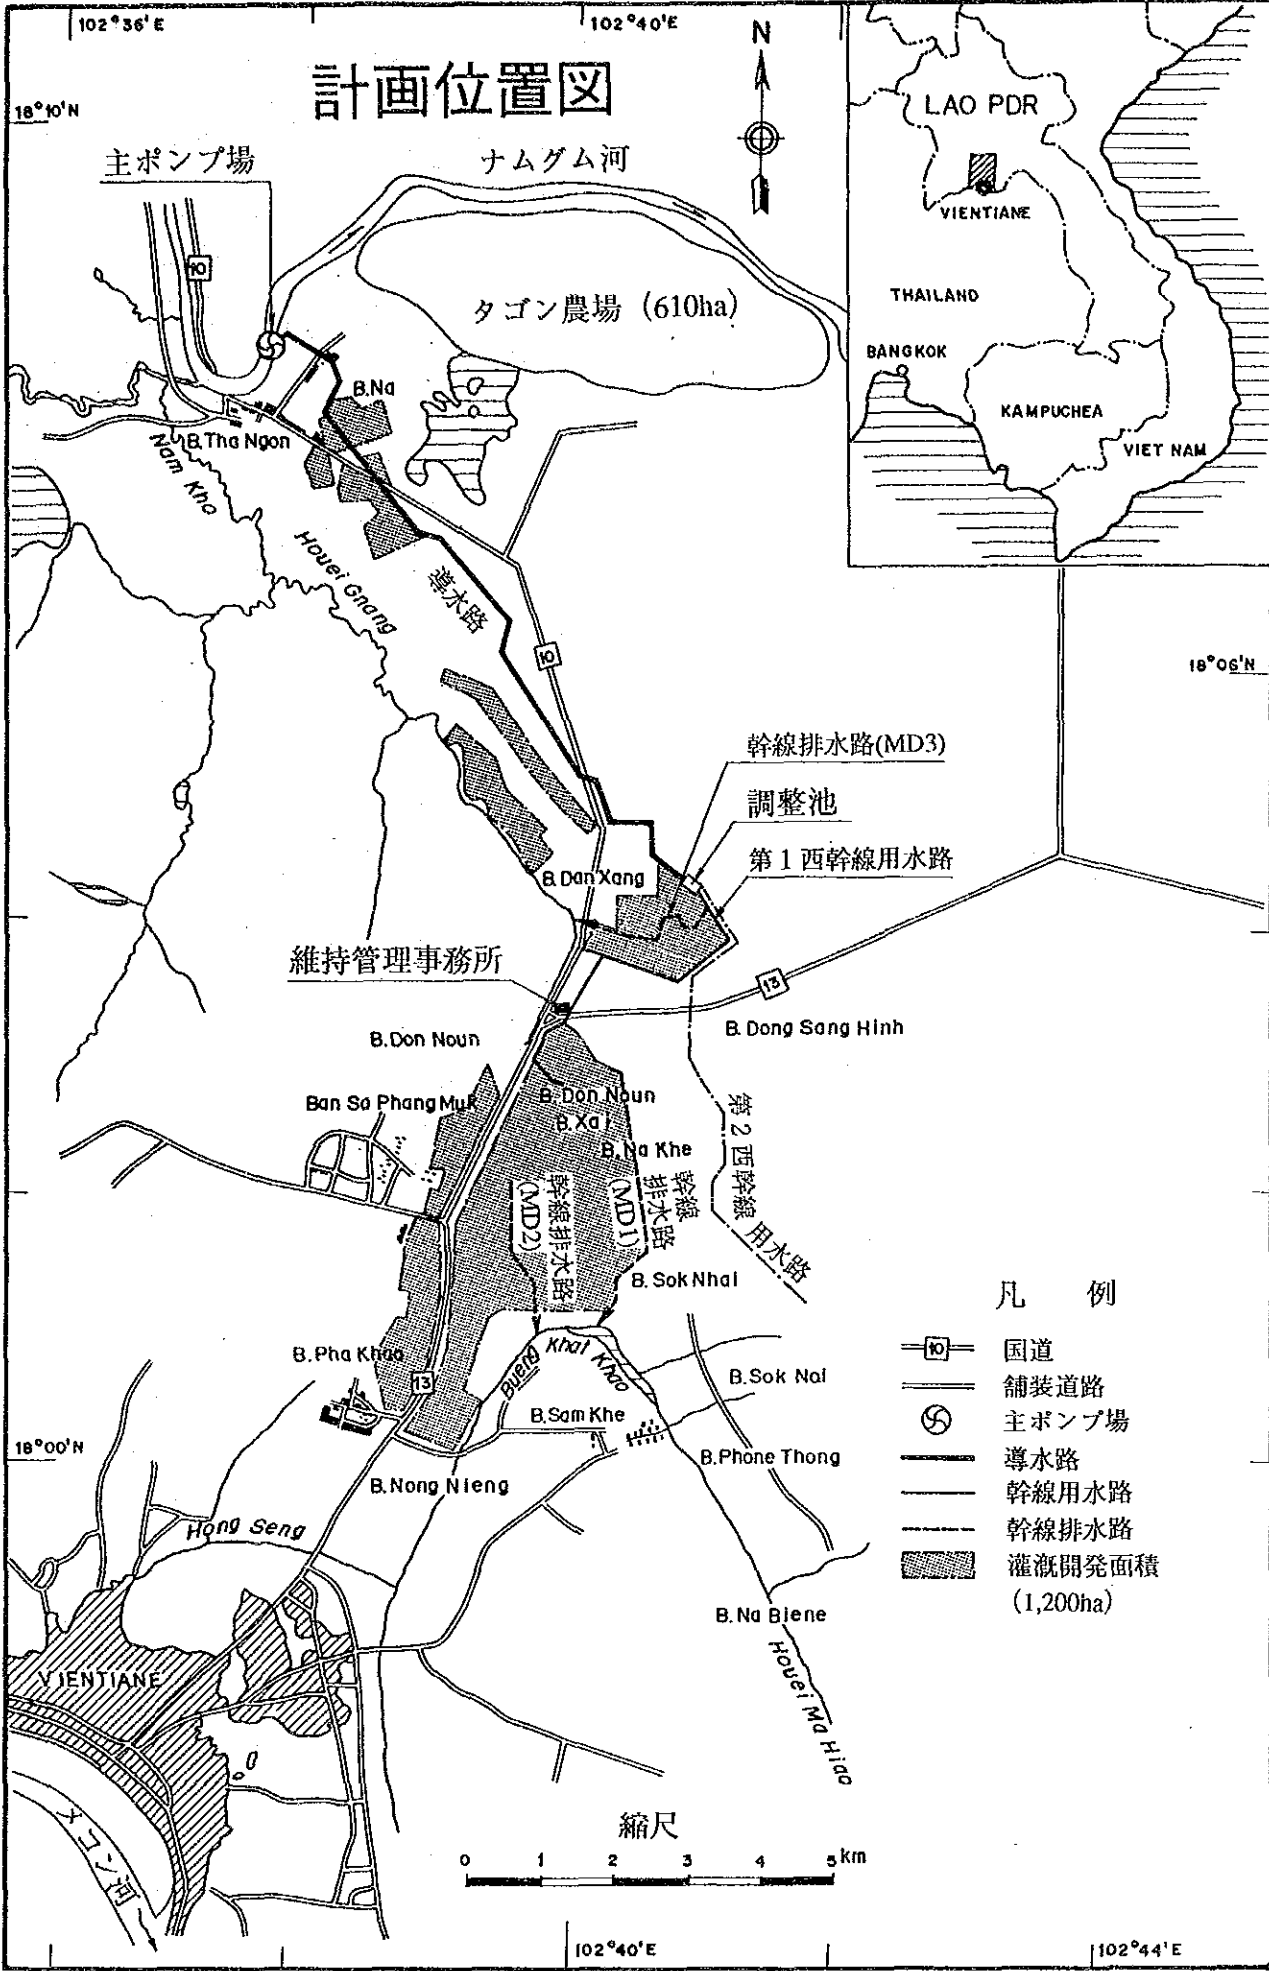 102°36'E
102°40'E
N
計画位置図
18°10'N
LAO PDR
主ポンプ場
ナムグム河
VIENTIANE
10
タゴン農場 (610ha)
THAILAND
BANGKOK
B.Na
KAMPUCHEA
B.Tha Ngon
VIET NAM
Nam Kho
Houei Gnang
導水路
10
18°06'N
幹線排水路(MD3)
調整池
第1西幹線用水路
B.Dan Xang
維持管理事務所
13
B.Dong Sang Hinh
B.Don Noun
Ban Sa Phang Muk
B.Don Noun
B.Xai
B.Na Khe
第2西幹線用水路
幹線排水路
(MD1)
幹線排水路
(MD2)
B.Sok Nhai
凡 例
Bueng Khat Khao
10
国道
B.Pha Khao
13
B.Sok Nai
舗装道路
B.Sam Khe
主ポンプ場
18°00'N
B.Phone Thong
導水路
B.Nong Nieng
幹線用水路
Hong Seng
幹線排水路
灌漑開発面積
(1,200ha)
B.Na Biene
VIENTIANE
Houei Ma Hiao
メコン河
縮尺
0 1 2 3 4 5km
102°40'E
102°44'E